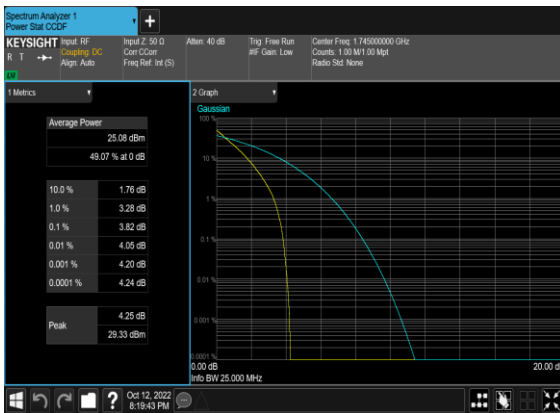 Spectrum Analyzer 1
Power Stat CCDF
KEYSIGHT
R T
LV
Input: RF
Coupling: DC
Align: Auto
Input Z: 50 Ω
Corr CCorr
Freq Ref: Int (S)
Atten: 40 dB
Trig: Free Run
#IF Gain: Low
Center Freq: 1.745000000 GHz
Counts: 1.00 M/1.00 Mpt
Radio Std: None
1 Metrics
Average Power
25.08 dBm
49.07 % at 0 dB
10.0 % 1.76 dB
1.0 % 3.28 dB
0.1 % 3.82 dB
0.01 % 4.05 dB
0.001 % 4.20 dB
0.0001 % 4.24 dB
Peak
4.25 dB
29.33 dBm
2 Graph
Gaussian
100 %
10 %
1 %
0.1 %
0.01 %
0.001 %
0.0001 %
0.00 dB
20.00 d
Info BW 25.000 MHz
Oct 12, 2022
8:19:43 PM